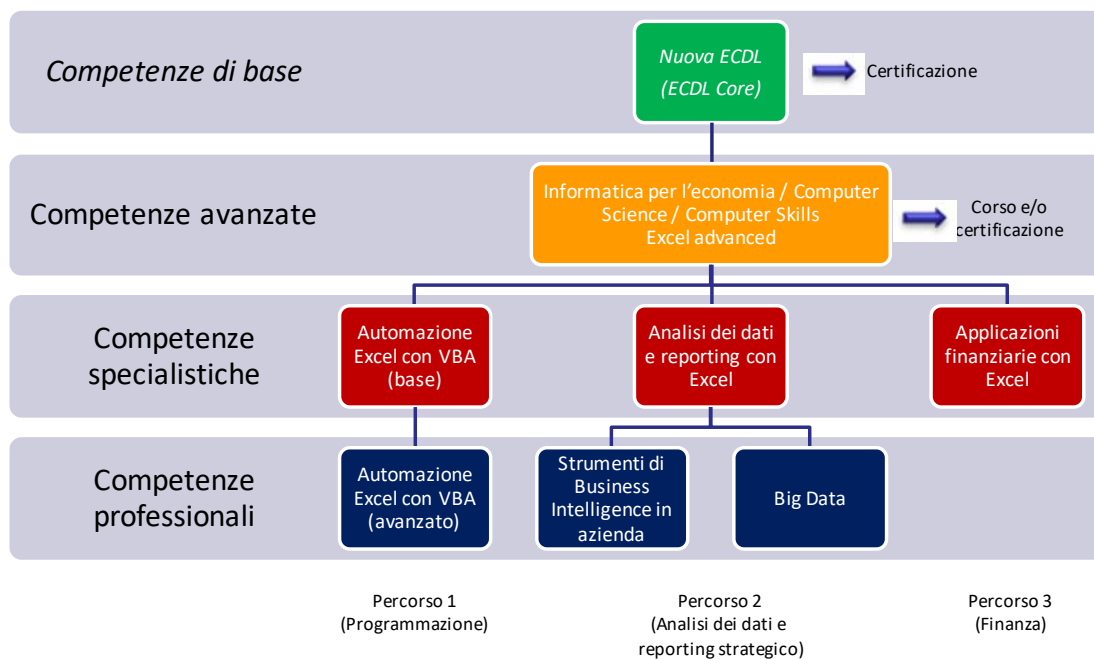 Competenze di base
Nuova ECDL
(ECDL Core)
Certificazione
Competenze avanzate
Informatica per l’economia / Computer
Science / Computer Skills
Excel advanced
Corso e/o
certificazione
Competenze
specialistiche
Automazione
Excel con VBA
(base)
Analisi dei dati
e reporting con
Excel
Applicazioni
finanziarie con
Excel
Competenze
professionali
Automazione
Excel con VBA
(avanzato)
Strumenti di
Business
Intelligence in
azienda
Big Data
Percorso 1
(Programmazione)
Percorso 2
(Analisi dei dati e
reporting strategico)
Percorso 3
(Finanza)